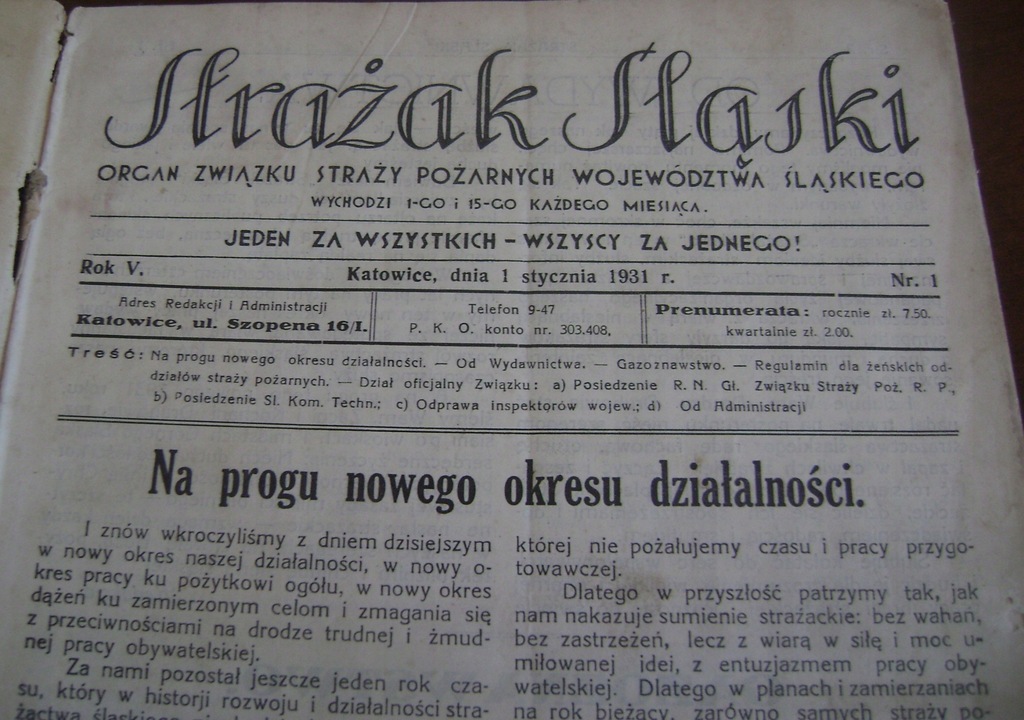 Strażak Śląski
ORGAN ZWIĄZKU STRAŻY POŻARNYCH WOJEWÓDZTWA ŚLĄSKIEGO
WYCHODZI 1-GO i 15-GO KAŻDEGO MIESIĄCA.
JEDEN ZA WSZYSTKICH – WSZYSCY ZA JEDNEGO!
Rok V. Katowice, dnia 1 stycznia 1931 r. Nr. 1
Adres Redakcji i Administracji
Katowice, ul. Szopena 16/I.
Telefon 9-47
P. K. O. konto nr. 303.408.
Prenumerata: rocznie zł. 7.50.
kwartalnie zł. 2.00.
Treść: Na progu nowego okresu działalności. — Od Wydawnictwa. — Gazoznawstwo. — Regulamin dla żeńskich od-
działów straży pożarnych. — Dział oficjalny Związku: a) Posiedzenie R. N. Gł. Związku Straży Poż. R. P.,
b) Posiedzenie Sl. Kom. Techn.; c) Odprawa inspektorów wojew.; d) Od Administracji
Na progu nowego okresu działalności.
I znów wkroczyliśmy z dniem dzisiejszym
w nowy okres naszej działalności, w nowy o-
kres pracy ku pożytkowi ogółu, w nowy okres
dążeń ku zamierzonym celom i zmagania się
z przeciwnościami na drodze trudnej i żmud-
nej pracy obywatelskiej.
Za nami pozostał jeszcze jeden rok cza-
su, który w historji rozwoju i działalności stra-
żactwa
której nie pożałujemy czasu i pracy przygo-
towawczej.
Dlatego w przyszłość patrzymy tak, jak
nam nakazuje sumienie strażackie: bez wahań,
bez zastrzeżeń, lecz z wiarą w siłę i moc u-
miłowanej idei, z entuzjazmem pracy oby-
watelskiej. Dlatego w planach i zamierzaniach
na rok bieżący, zarówno samych straży po-